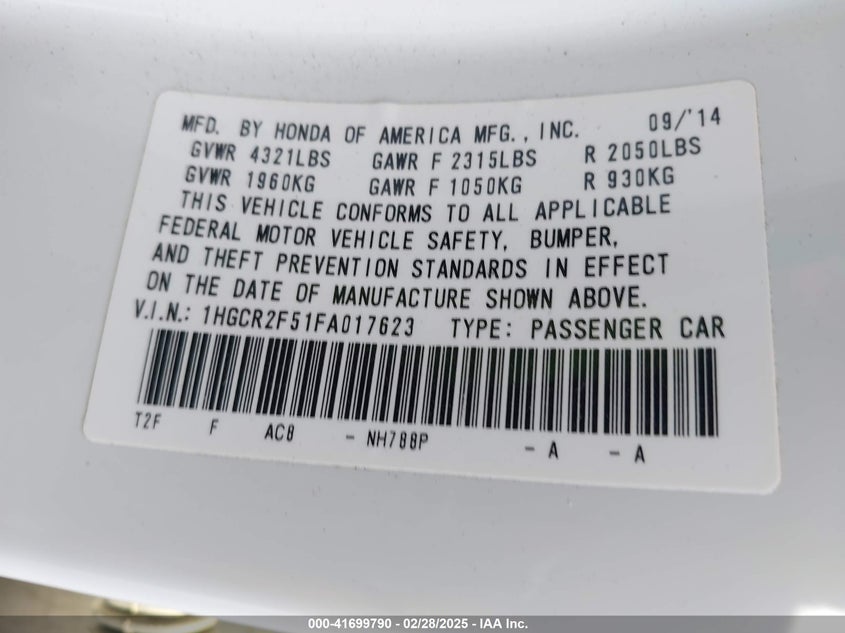 MFD. BY HONDA OF AMERICA MFG., INC. 09/'14
GVWR 4321LBS GAWR F 2315LBS R 2050LBS
GVWR 1960KG GAWR F 1050KG R 930KG
THIS VEHICLE CONFORMS TO ALL APPLICABLE
FEDERAL MOTOR VEHICLE SAFETY, BUMPER,
AND THEFT PREVENTION STANDARDS IN EFFECT
ON THE DATE OF MANUFACTURE SHOWN ABOVE.
V.I.N.: 1HGCR2F51FA017623 TYPE: PASSENGER CAR
T2F F AC8 - NH788P - A - A
000-41699790 - 02/28/2025 - IAA Inc.